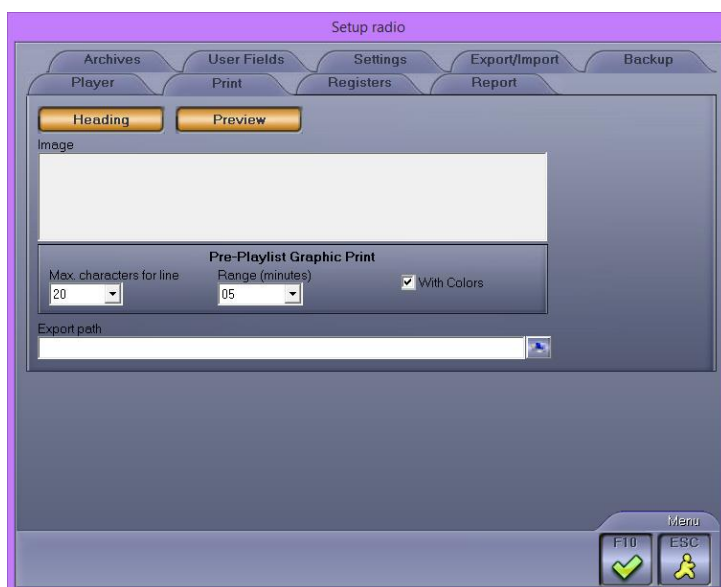 Setup radio
Archives User Fields Settings Export/Import Backup
Player Print Registers Report
Heading Preview
Image
Pre-Playlist Graphic Print
Max. characters for line Range (minutes)
20 05 With Colors
Export path
Menu
F10 ESC